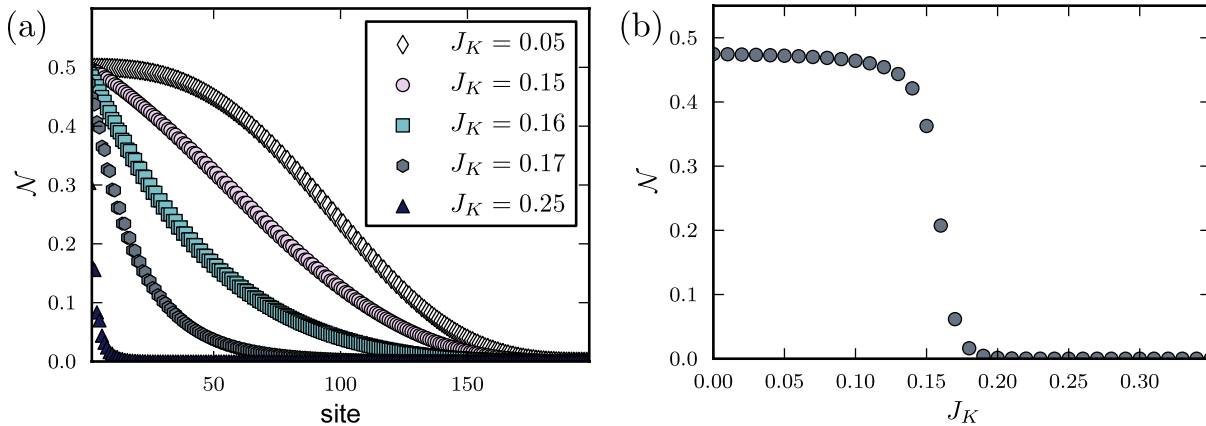 (a)
0.5
0.4
0.3
0.2
0.1
0.0
𝒩
50
100
150
site
J_K = 0.05
J_K = 0.15
J_K = 0.16
J_K = 0.17
J_K = 0.25
(b)
0.5
0.4
0.3
0.2
0.1
0.0
𝒩
0.00 0.05 0.10 0.15 0.20 0.25 0.30
J_K